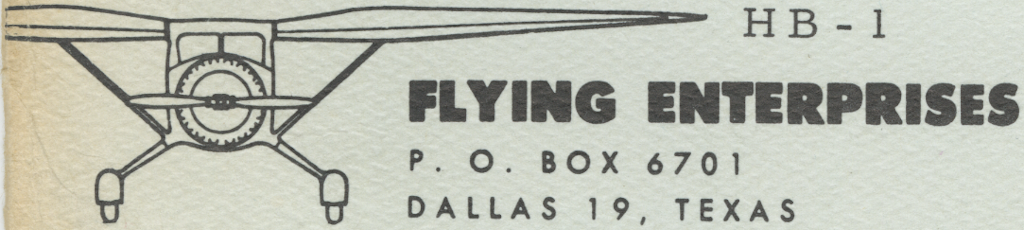 HB-1
FLYING ENTERPRISES
P. O. BOX 6701
DALLAS 19, TEXAS